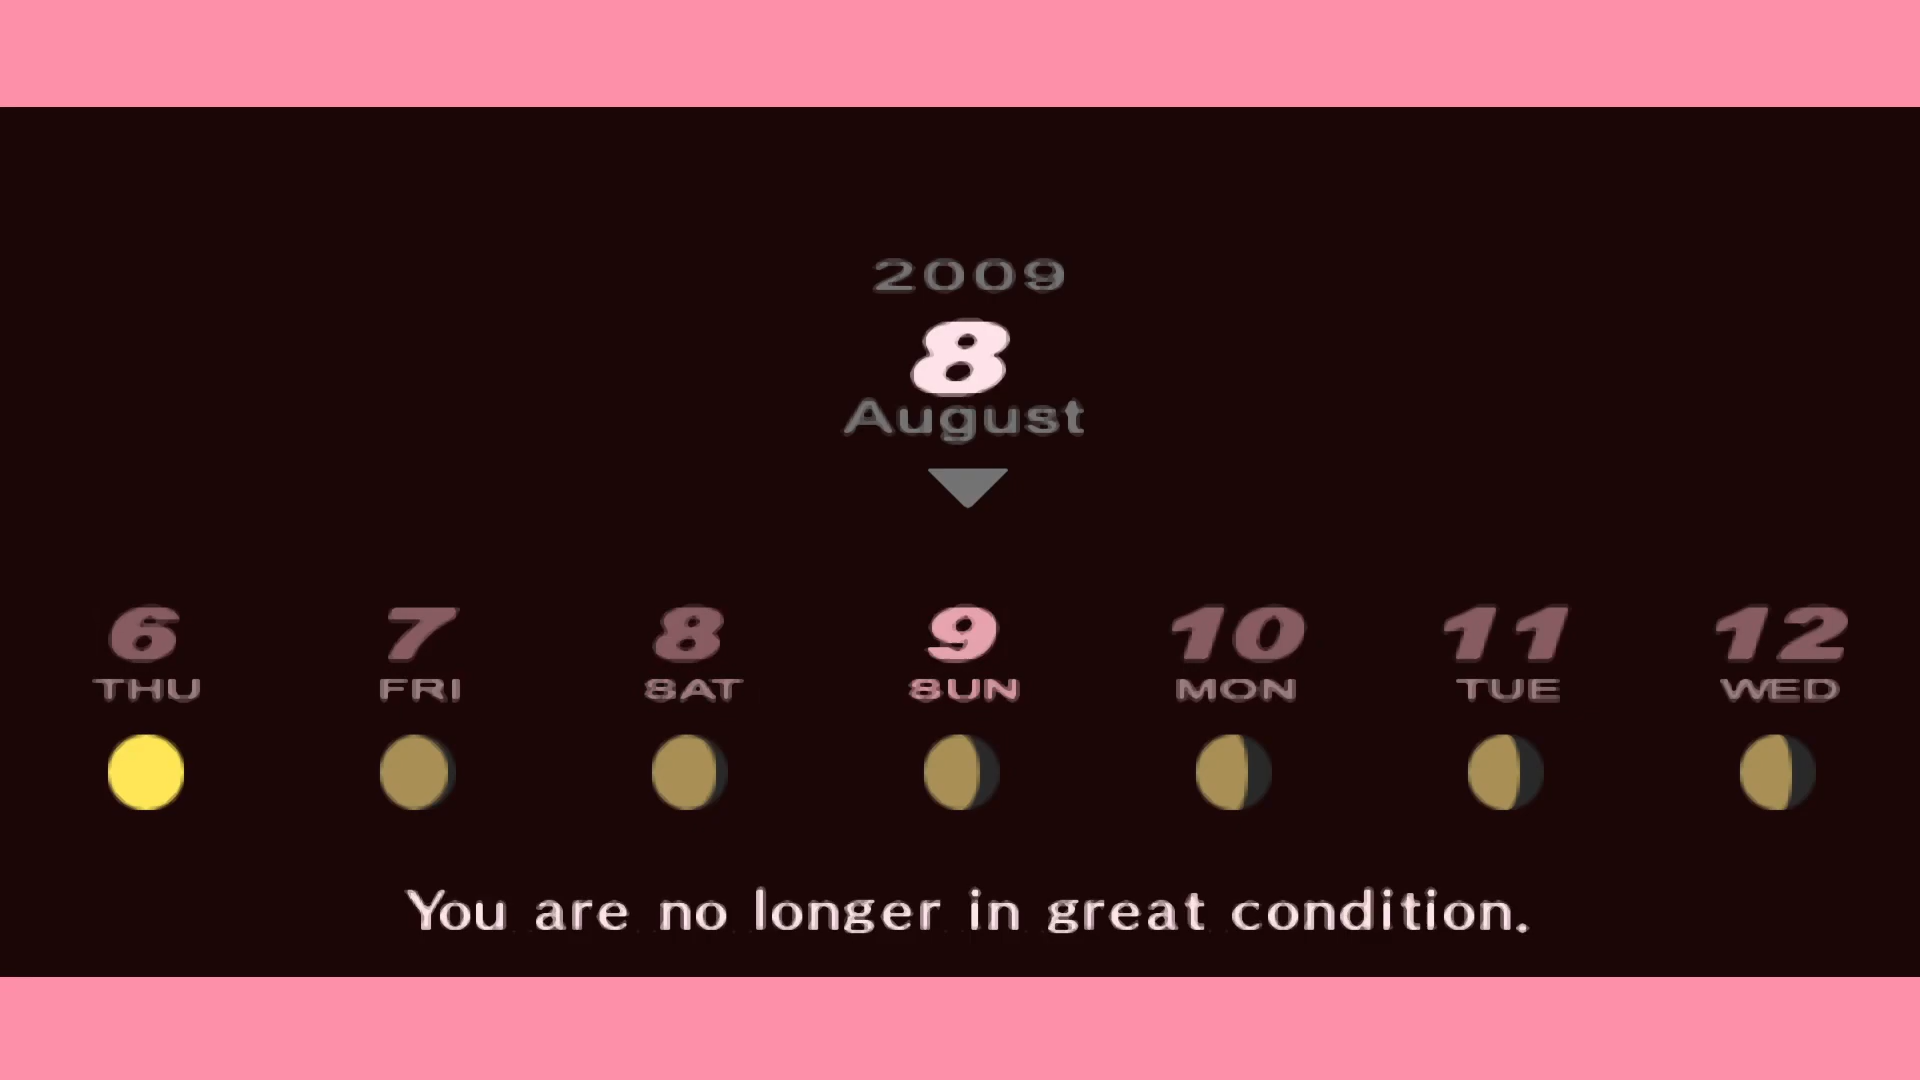 2009
8
August
6 7 8 9 10 11 12
THU FRI SAT SUN MON TUE WED
You are no longer in great condition.